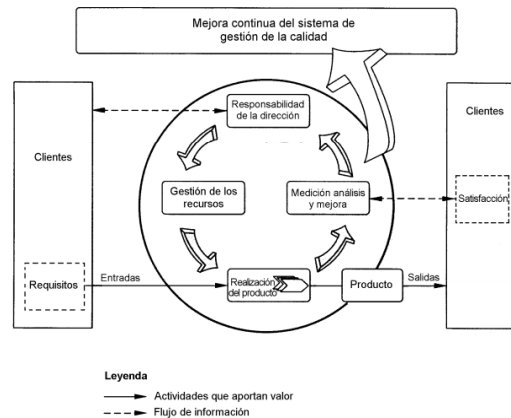 Mejora continua del sistema de
gestión de la calidad
Responsabilidad
de la dirección
Clientes
Clientes
Gestión de los
recursos
Medición análisis
y mejora
Satisfacción
Requisitos
Entradas
Realización
del producto
Producto
Salidas
Leyenda
Actividades que aportan valor
Flujo de información